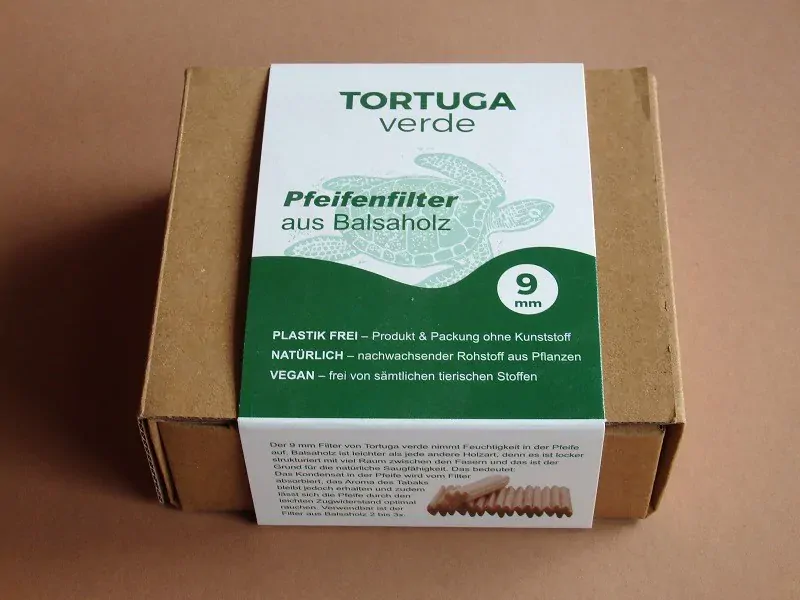 TORTUGA
verde
Pfeifenfilter
aus Balsaholz
9
mm
PLASTIK FREI – Produkt & Packung ohne Kunststoff
NATÜRLICH – nachwachsender Rohstoff aus Pflanzen
VEGAN – frei von sämtlichen tierischen Stoffen
Der 9 mm Filter von Tortuga verde nimmt Feuchtigkeit in der Pfeife
auf. Balsaholz ist leichter als jede andere Holzart, denn es ist locker
strukturiert mit viel Raum zwischen den Fasern und das ist der
Grund für die natürliche Saugfähigkeit. Das bedeutet:
Das Kondensat in der Pfeife wird vom Filter
absorbiert, das Aroma des Tabaks
bleibt jedoch erhalten und zudem
lässt sich die Pfeife durch den
leichten Zugwiderstand optimal
rauchen. Verwendbar ist der
Filter aus Balsaholz 2 bis 3x.